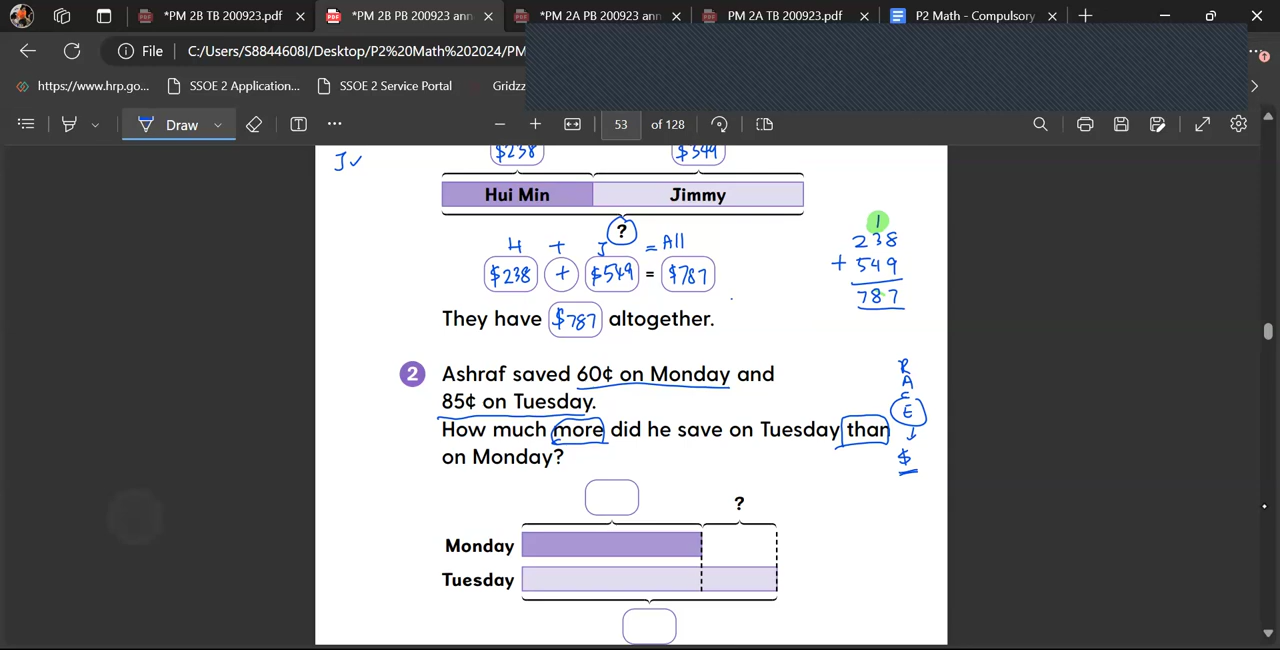 *PM 2B TB 200923.pdf
*PM 2B PB 200923 ann
*PM 2A PB 200923 ann
PM 2A TB 200923.pdf
P2 Math - Compulsory
File
C:/Users/S8844608I/Desktop/P2%20Math%202024/PM
https://www.hrp.go...
SSOE 2 Application...
SSOE 2 Service Portal
Gridzz
Draw
53 of 128
J ✓
$238 $549
Hui Min Jimmy
?
H + J = All
$238 + $549 = $787
They have $787 altogether.
1
238
+ 549
787
2 Ashraf saved 60¢ on Monday and
85¢ on Tuesday.
How much more did he save on Tuesday than
on Monday?
R
A
C
E
↓
$
?
Monday
Tuesday